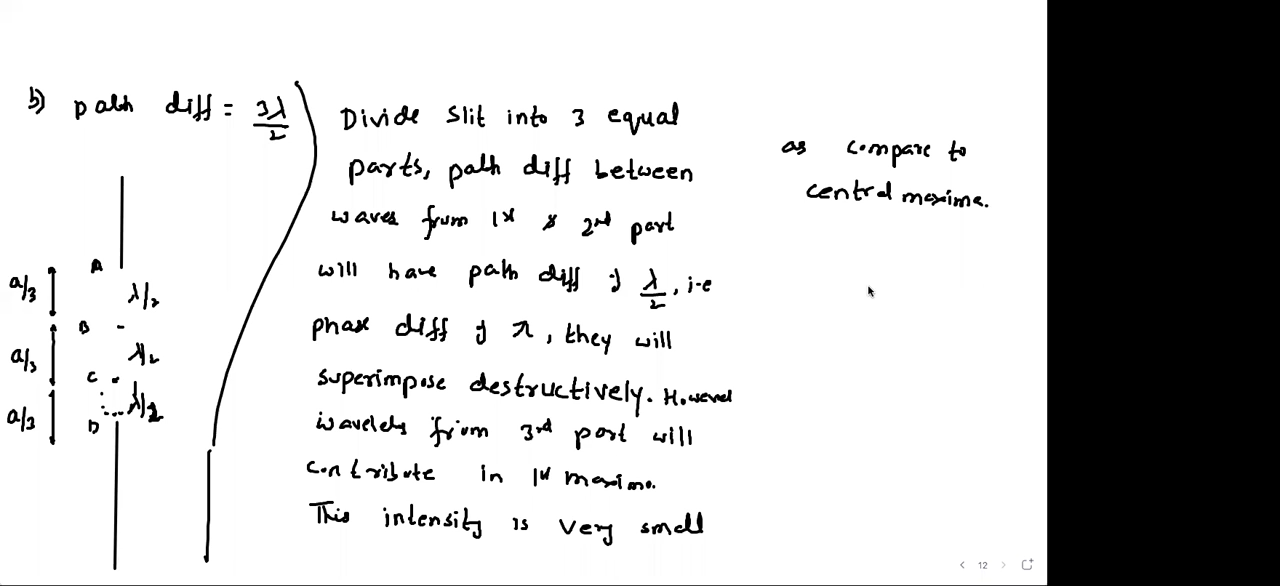 b) path diff = 3λ/2
Divide slit into 3 equal
parts, path diff between
waves from 1st & 2nd part
will have path diff of λ/2, i-e
phase diff of π, they will
superimpose destructively. However
wavelets from 3rd part will
contribute in 1st maxima.
This intensity is very small
as compare to
central maxima.
A
a/3 λ/2
B
a/3 λ/2
C
a/3 λ/2
D
< 12 >